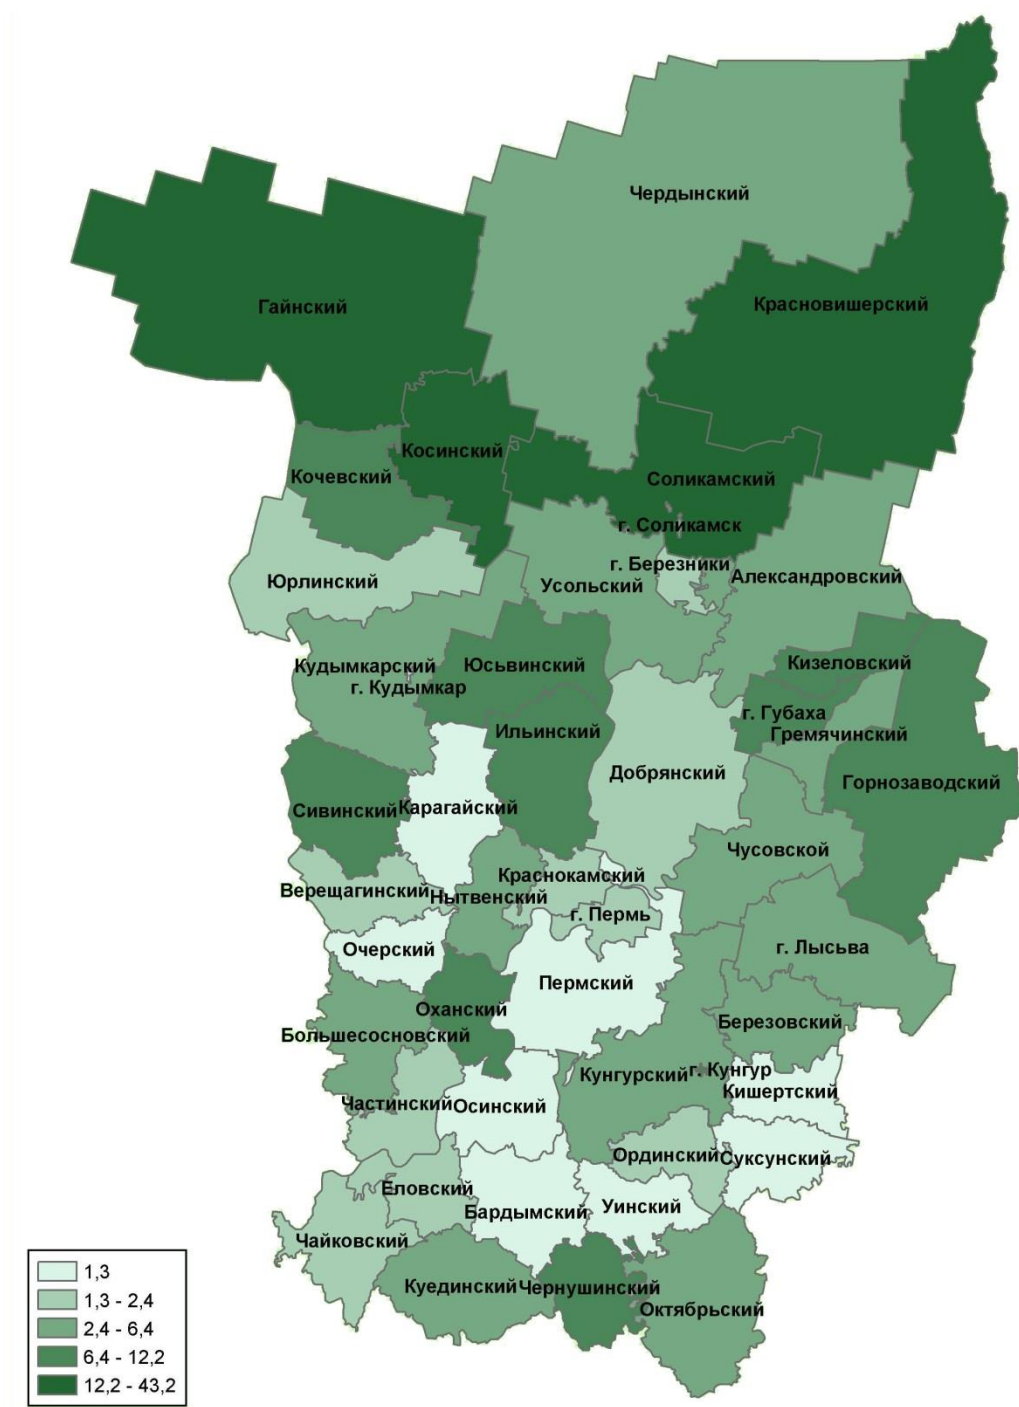 Чердынский
Красновишерский
Гайнский
Косинский
Кочевский
Соликамский
г. Соликамск
г. Березники
Юрлинский
Усольский
Александровский
Кудымкарский
г. Кудымкар
Юсьвинский
Кизеловский
г. Губаха
Гремячинский
Ильинский
Добрянский
Горнозаводский
Сивинский
Карагайский
Чусовской
Верещагинский
Нытвенский
Краснокамский
г. Пермь
Очерский
г. Лысьва
Пермский
Оханский
Большесосновский
Березовский
Кунгурский
г. Кунгур
Кишертский
Частинский
Осинский
Ординский
Суксунский
Еловский
Бардымский
Уинский
Чайковский
Куединский
Чернушинский
Октябрьский
1,3
1,3 - 2,4
2,4 - 6,4
6,4 - 12,2
12,2 - 43,2